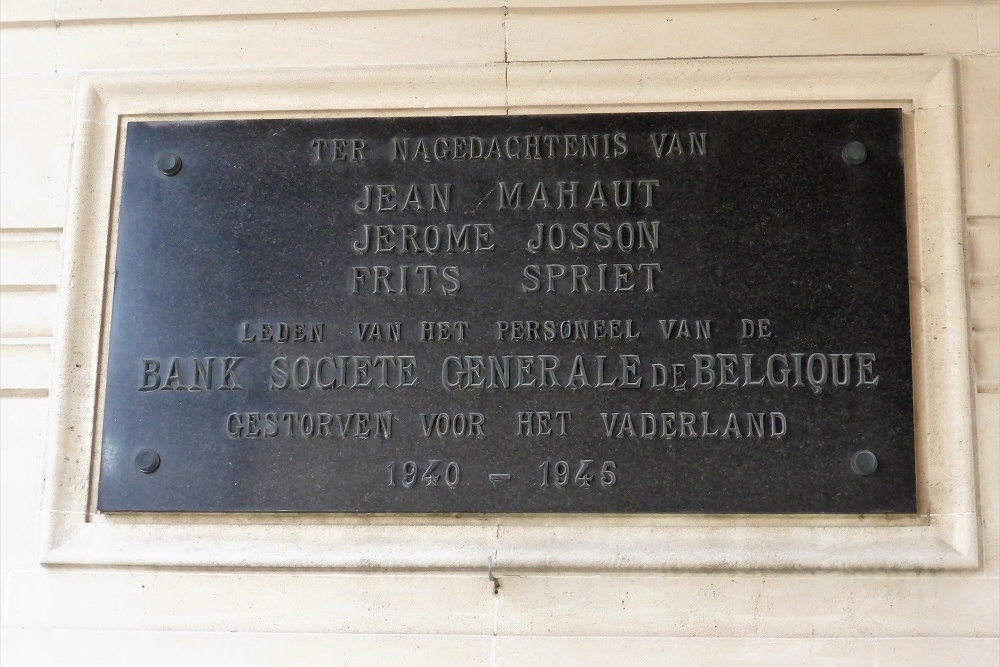 TER NAGEDACHTENIS VAN
JEAN MAHAUT
JEROME JOSSON
FRITS SPRIET
LEDEN VAN HET PERSONEEL VAN DE
BANK SOCIETE GENERALE DE BELGIQUE
GESTORVEN VOOR HET VADERLAND
1940 - 1945